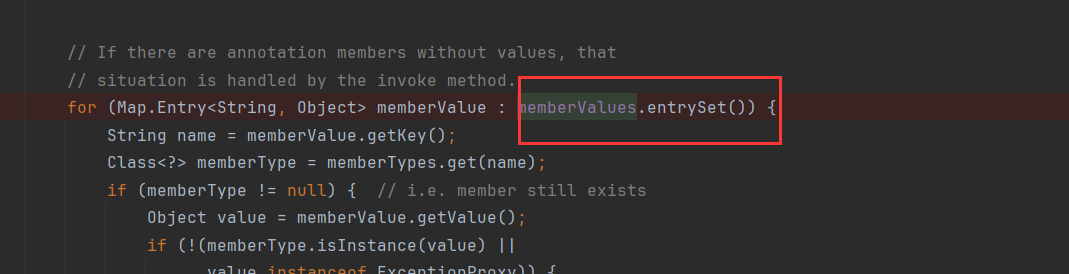 // If there are annotation members without values, that
// situation is handled by the invoke method.
for (Map.Entry<String, Object> memberValue : memberValues.entrySet()) {
String name = memberValue.getKey();
Class<?> memberType = memberTypes.get(name);
if (memberType != null) {  // i.e. member still exists
Object value = memberValue.getValue();
if (!(memberType.isInstance(value) ||
value instanceof ExceptionProxy)) {